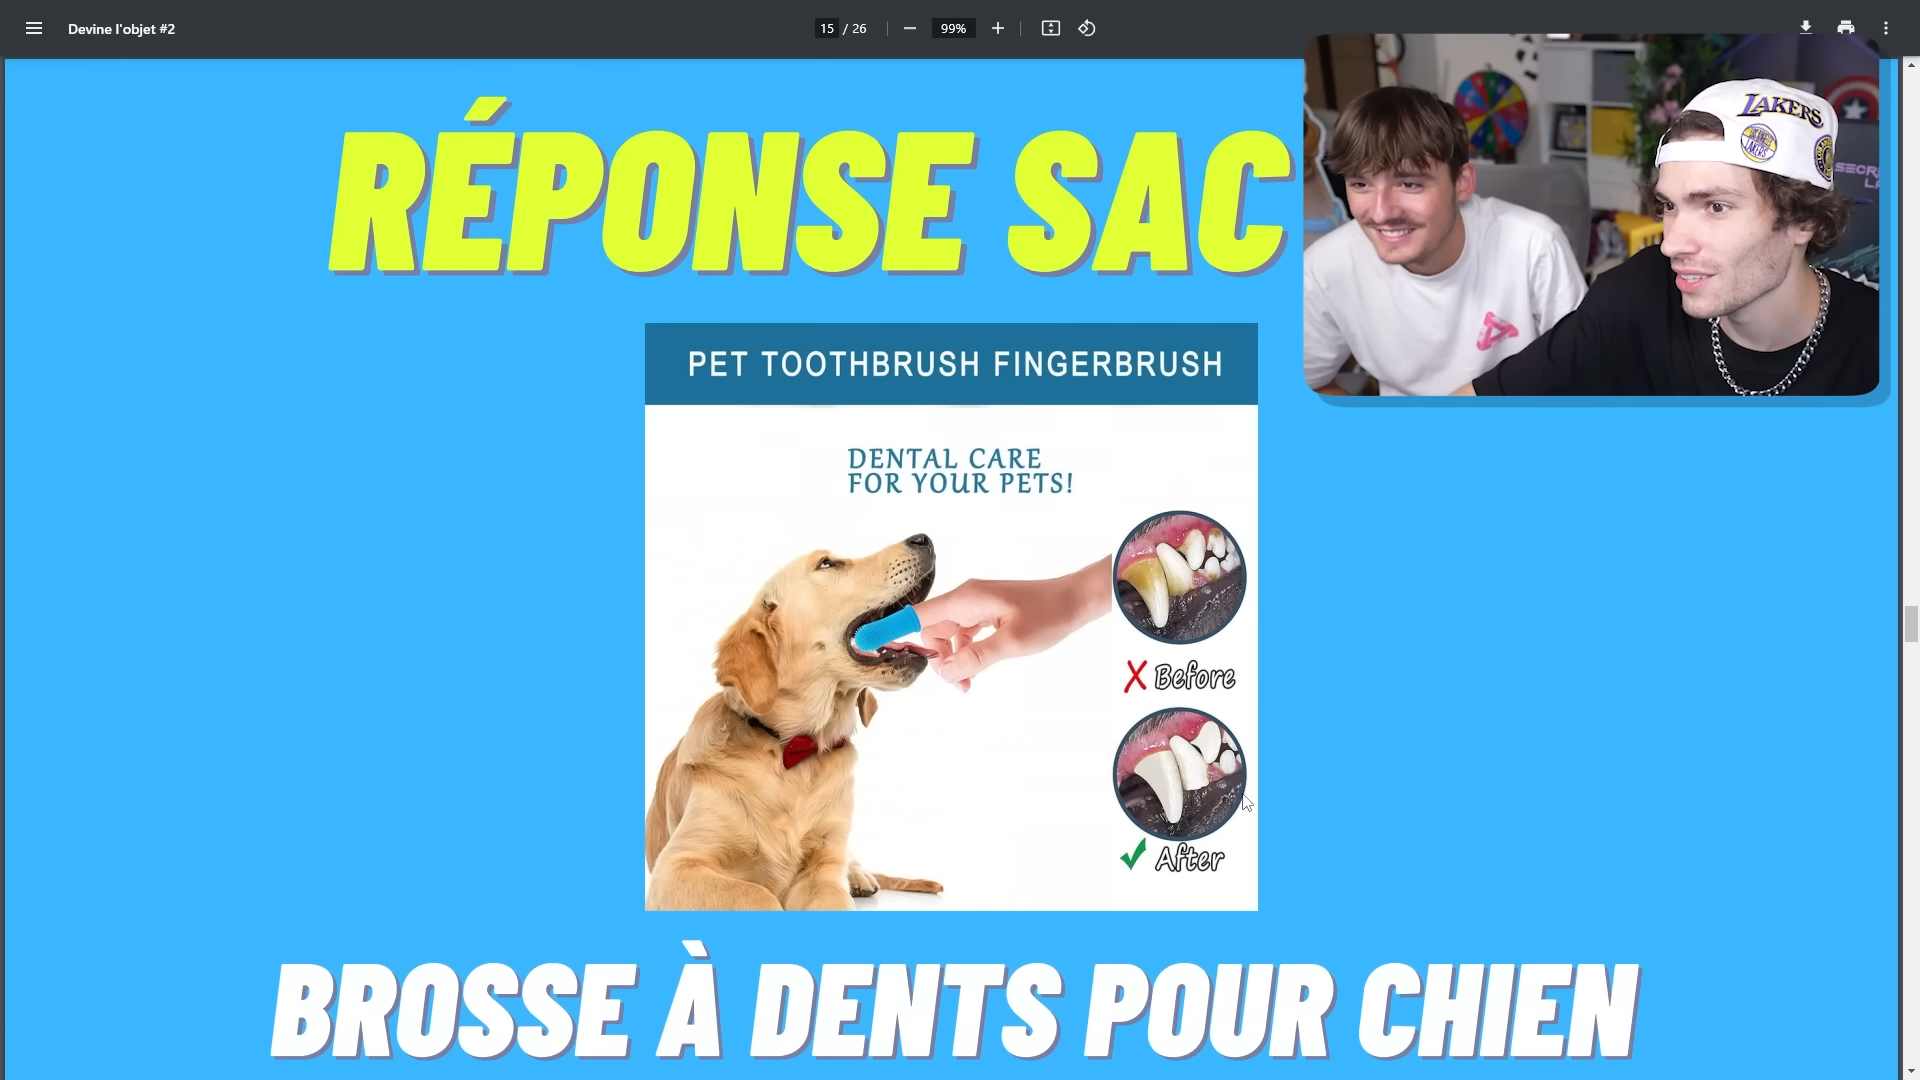 Devine l'objet #2
15 / 26
99%
RÉPONSE SAC
PET TOOTHBRUSH FINGERBRUSH
DENTAL CARE
FOR YOUR PETS!
X Before
After
BROSSE À DENTS POUR CHIEN
LAKERS